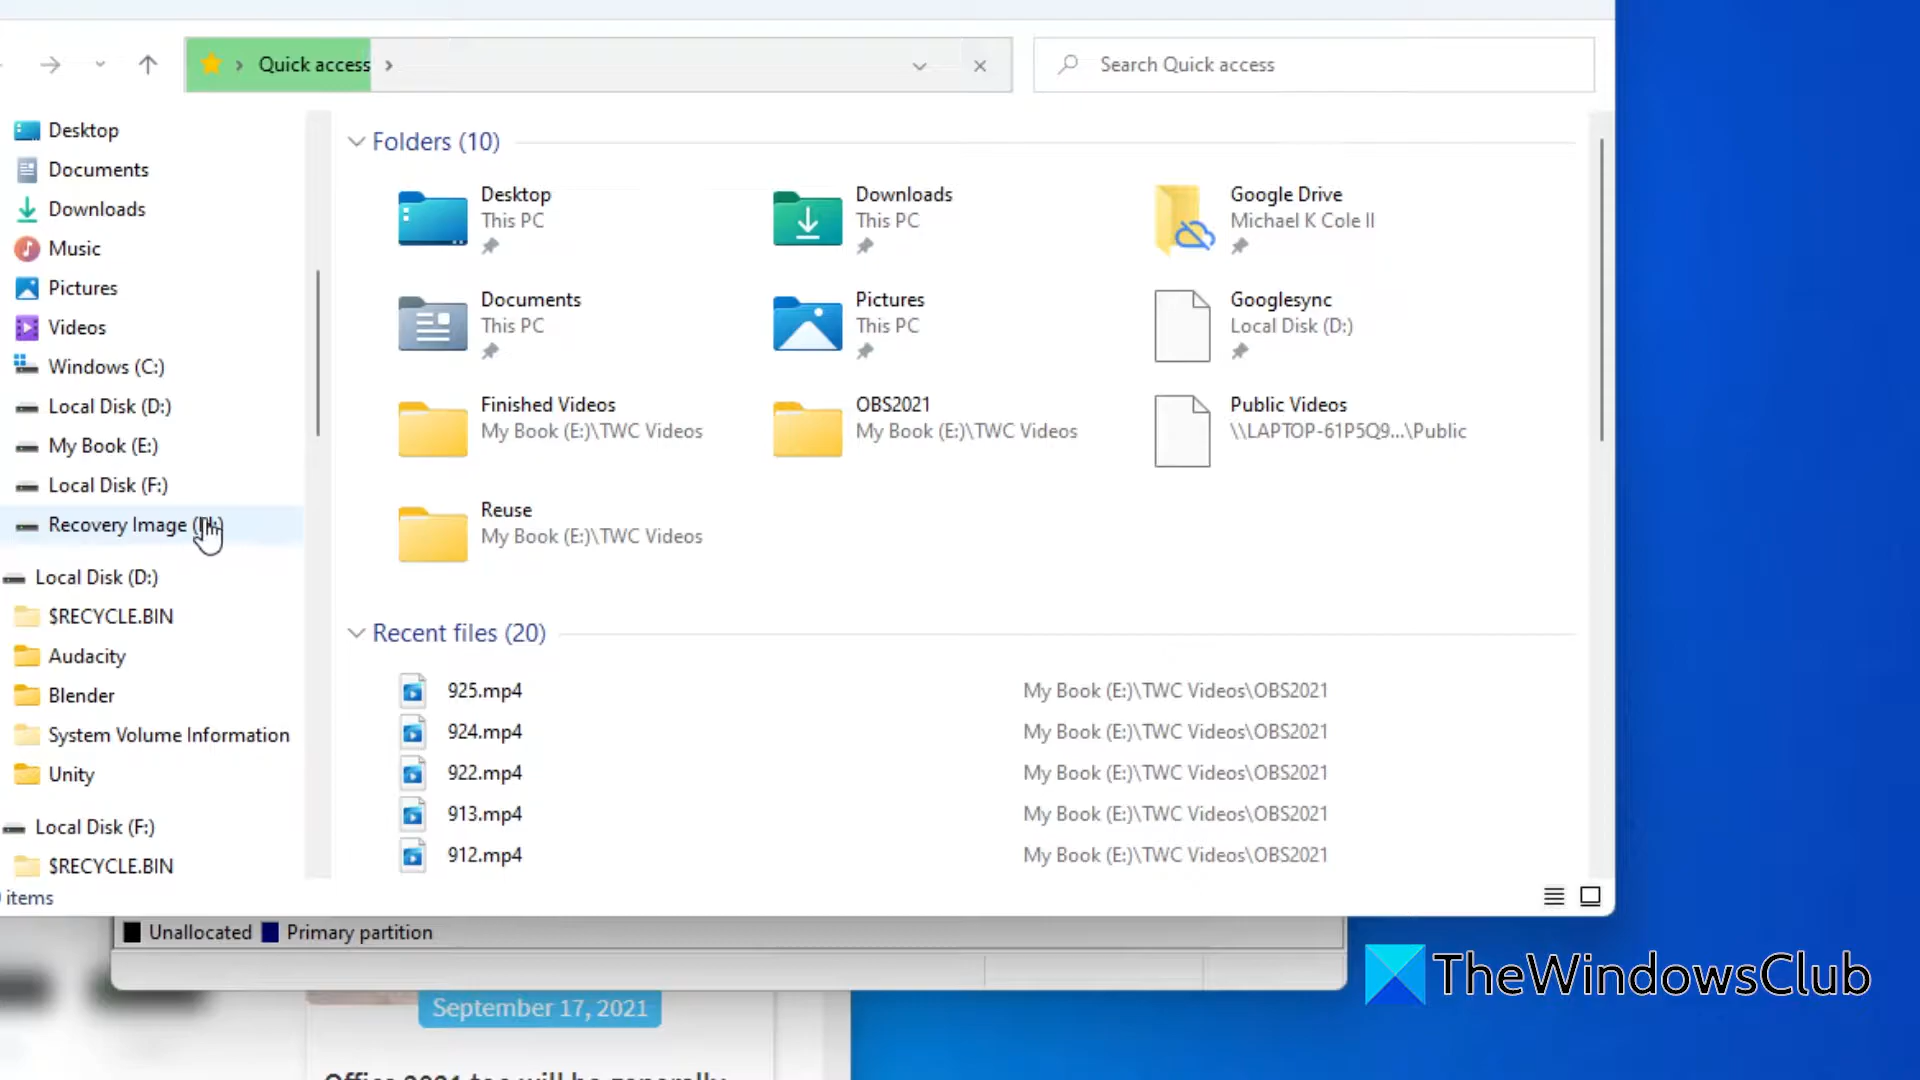 Quick access
Search Quick access
Desktop
Documents
Downloads
Music
Pictures
Videos
Windows (C:)
Local Disk (D:)
My Book (E:)
Local Disk (F:)
Recovery Image
Local Disk (D:)
$RECYCLE.BIN
Audacity
Blender
System Volume Information
Unity
Local Disk (F:)
$RECYCLE.BIN
items
Folders (10)
Desktop
This PC
Downloads
This PC
Google Drive
Michael K Cole II
Documents
This PC
Pictures
This PC
Googlesync
Local Disk (D:)
Finished Videos
My Book (E:)\TWC Videos
OBS2021
My Book (E:)\TWC Videos
Public Videos
\\LAPTOP-61P5Q9...\Public
Reuse
My Book (E:)\TWC Videos
Recent files (20)
925.mp4 My Book (E:)\TWC Videos\OBS2021
924.mp4 My Book (E:)\TWC Videos\OBS2021
922.mp4 My Book (E:)\TWC Videos\OBS2021
913.mp4 My Book (E:)\TWC Videos\OBS2021
912.mp4 My Book (E:)\TWC Videos\OBS2021
Unallocated Primary partition
TheWindowsClub
September 17, 2021
Office 2021 too will be generally